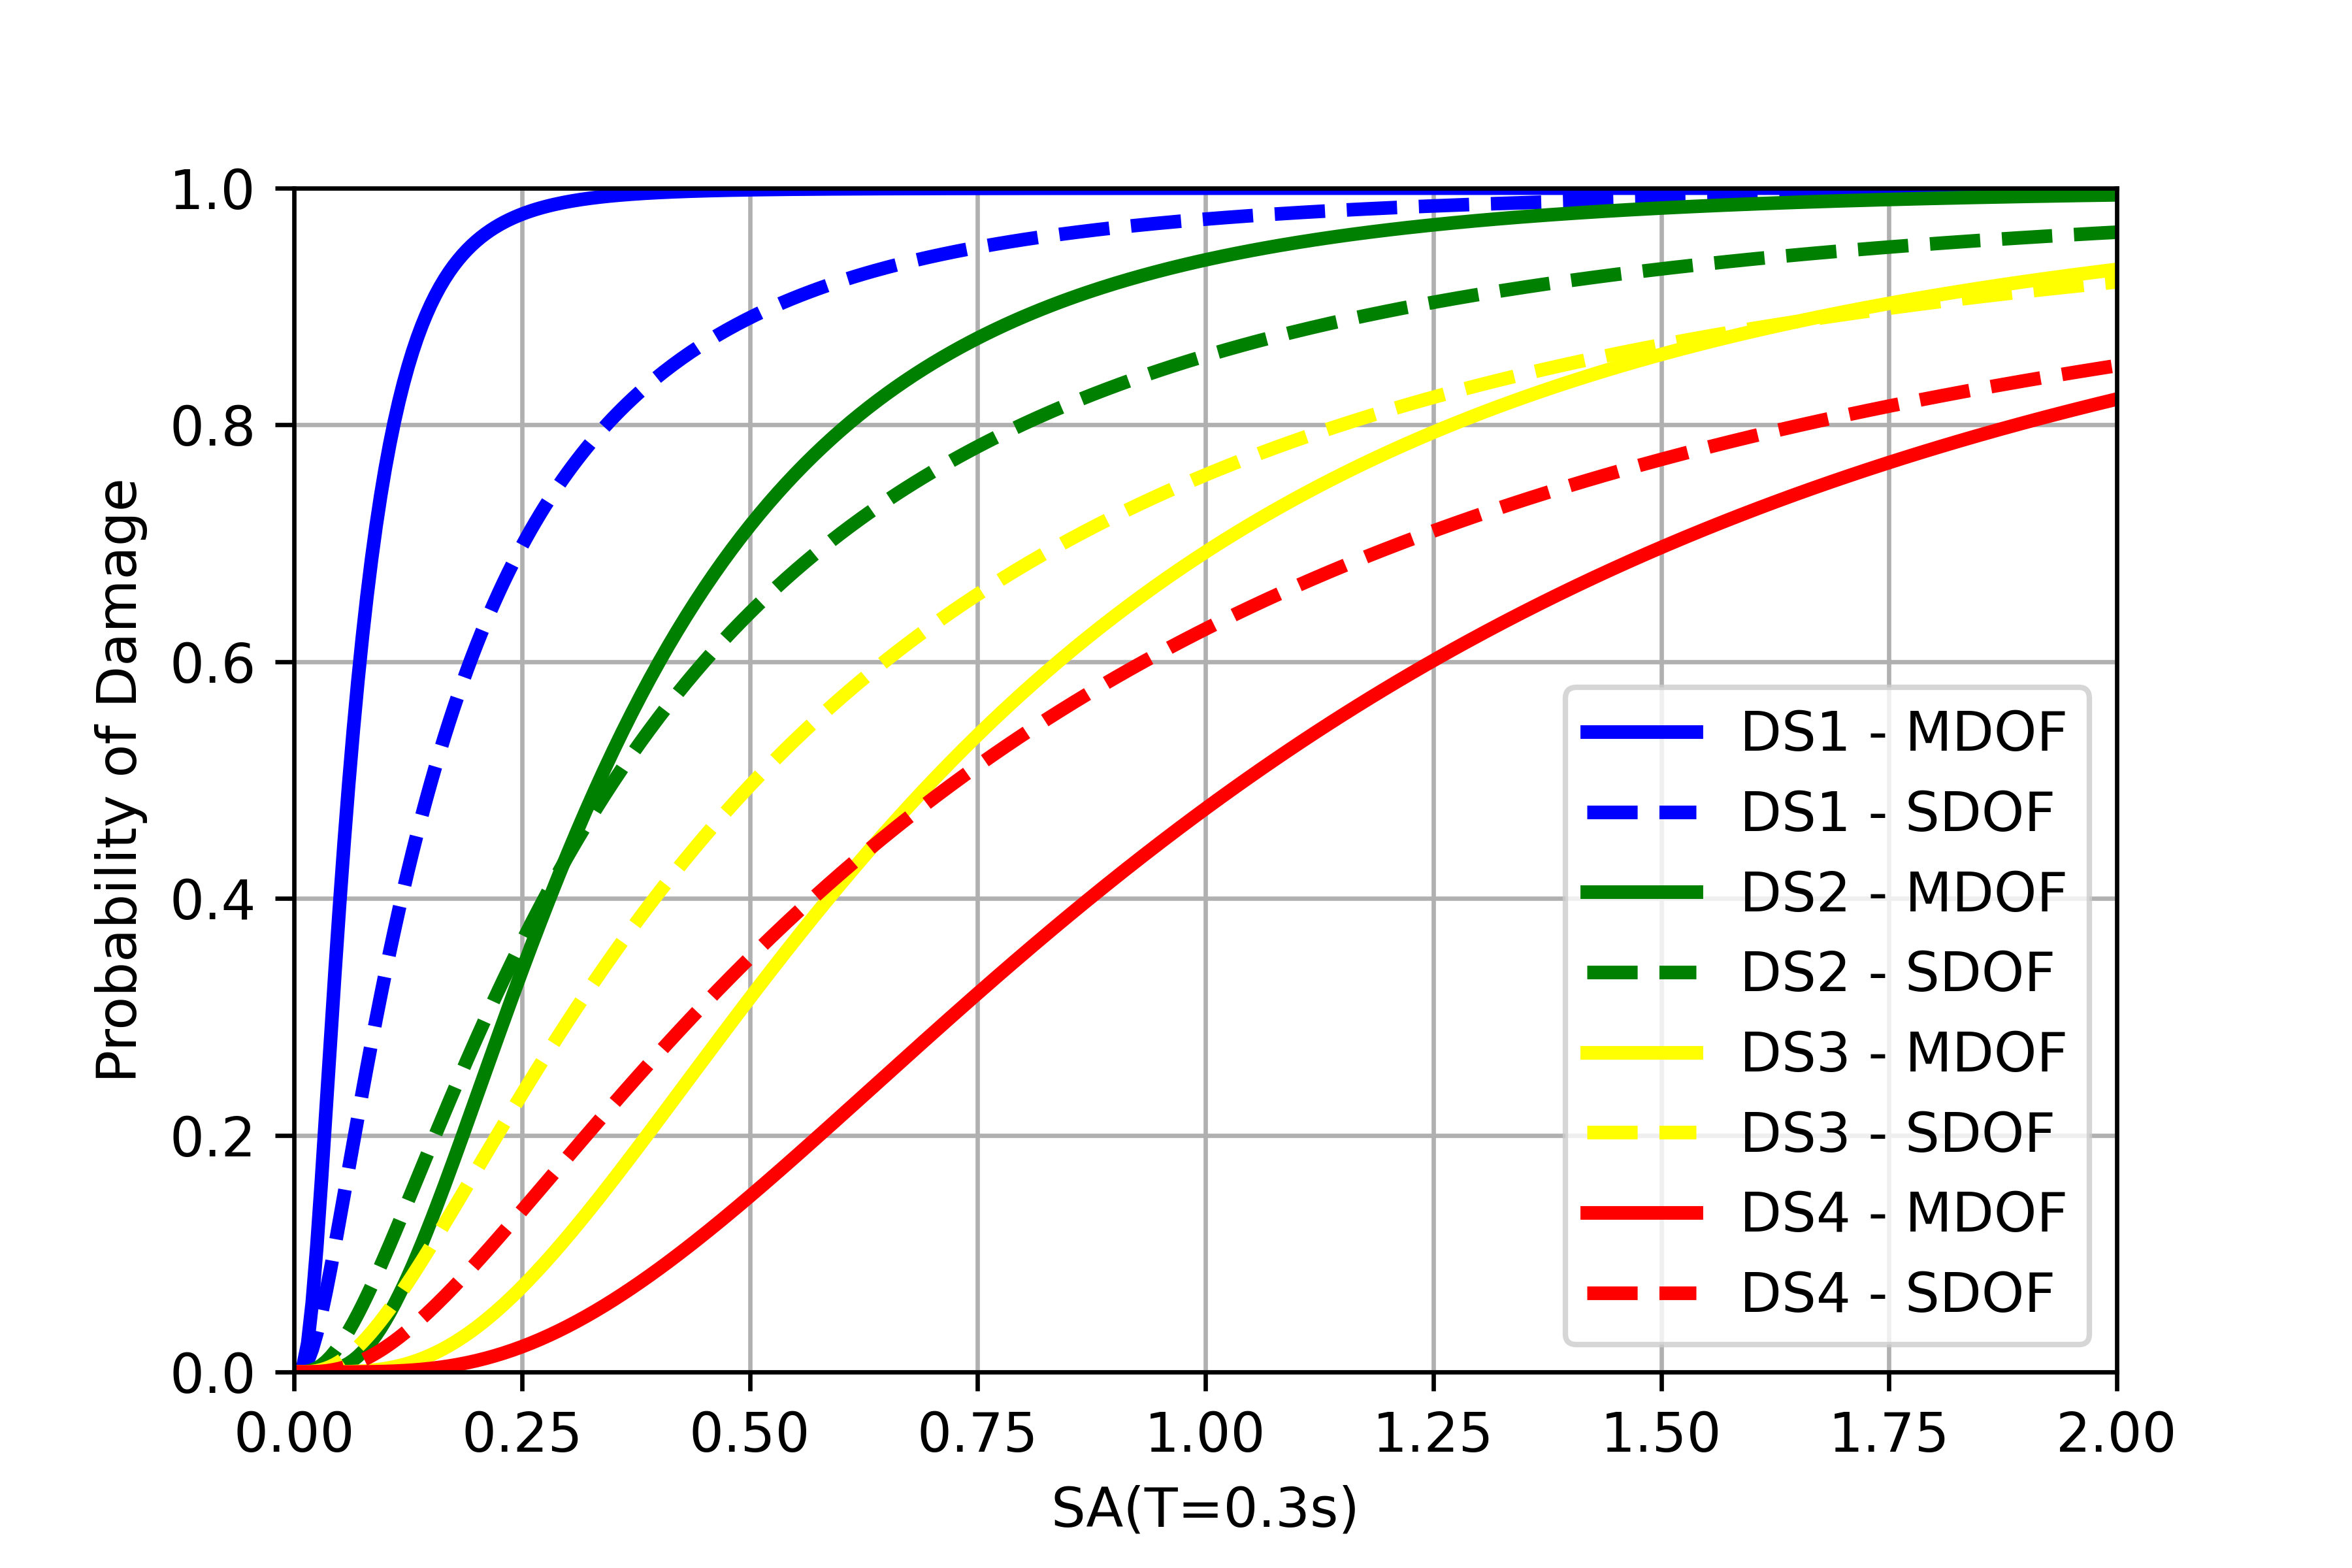 1.0
0.8
0.6
0.4
0.2
0.0
Probability of Damage
0.00 0.25 0.50 0.75 1.00 1.25 1.50 1.75 2.00
SA(T=0.3s)
DS1 - MDOF
DS1 - SDOF
DS2 - MDOF
DS2 - SDOF
DS3 - MDOF
DS3 - SDOF
DS4 - MDOF
DS4 - SDOF